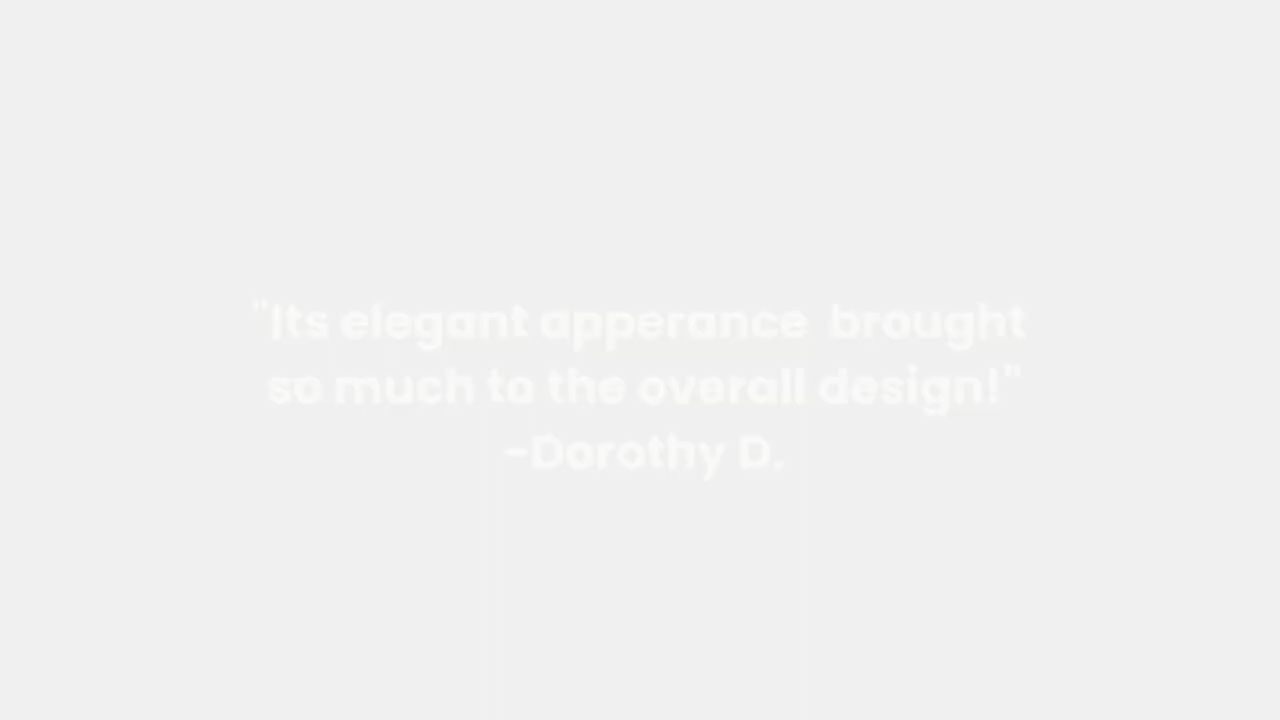 "Its elegant apperance brought
so much to the overall design!"
-Dorothy D.